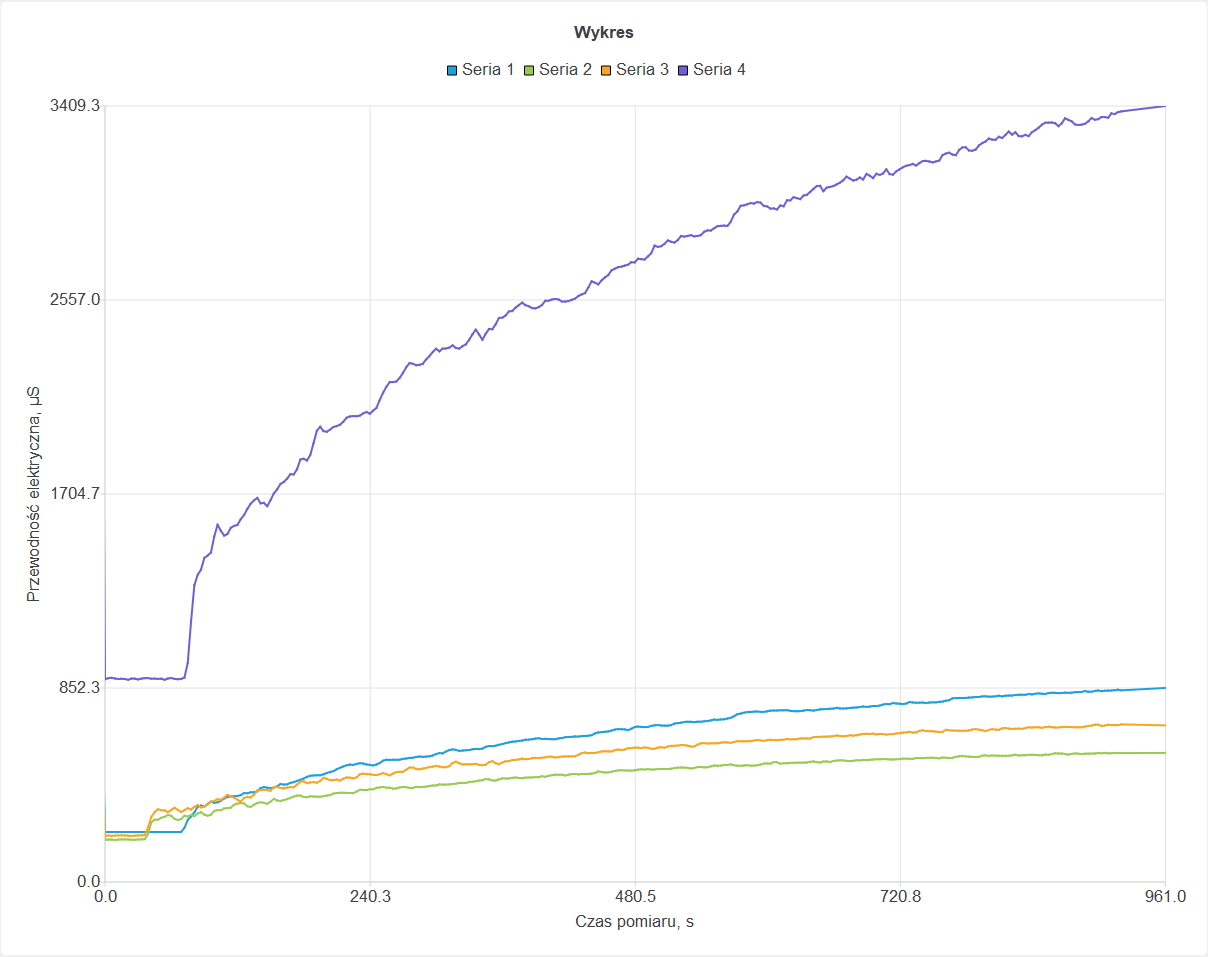 Wykres
Seria 1 Seria 2 Seria 3 Seria 4
3409.3
2557.0
1704.7
852.3
0.0
Przewodność elektryczna, µS
0.0 240.3 480.5 720.8 961.0
Czas pomiaru, s